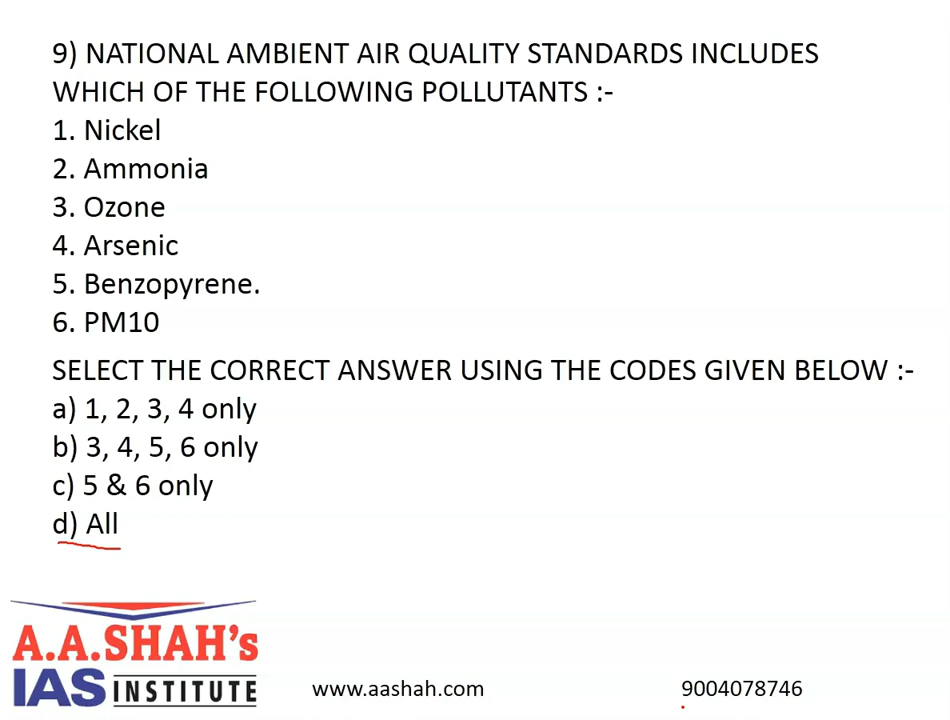 9) NATIONAL AMBIENT AIR QUALITY STANDARDS INCLUDES
WHICH OF THE FOLLOWING POLLUTANTS :-
1. Nickel
2. Ammonia
3. Ozone
4. Arsenic
5. Benzopyrene.
6. PM10
SELECT THE CORRECT ANSWER USING THE CODES GIVEN BELOW :-
a) 1, 2, 3, 4 only
b) 3, 4, 5, 6 only
c) 5 & 6 only
d) All
A.A.SHAH's
IAS INSTITUTE
www.aashah.com
9004078746